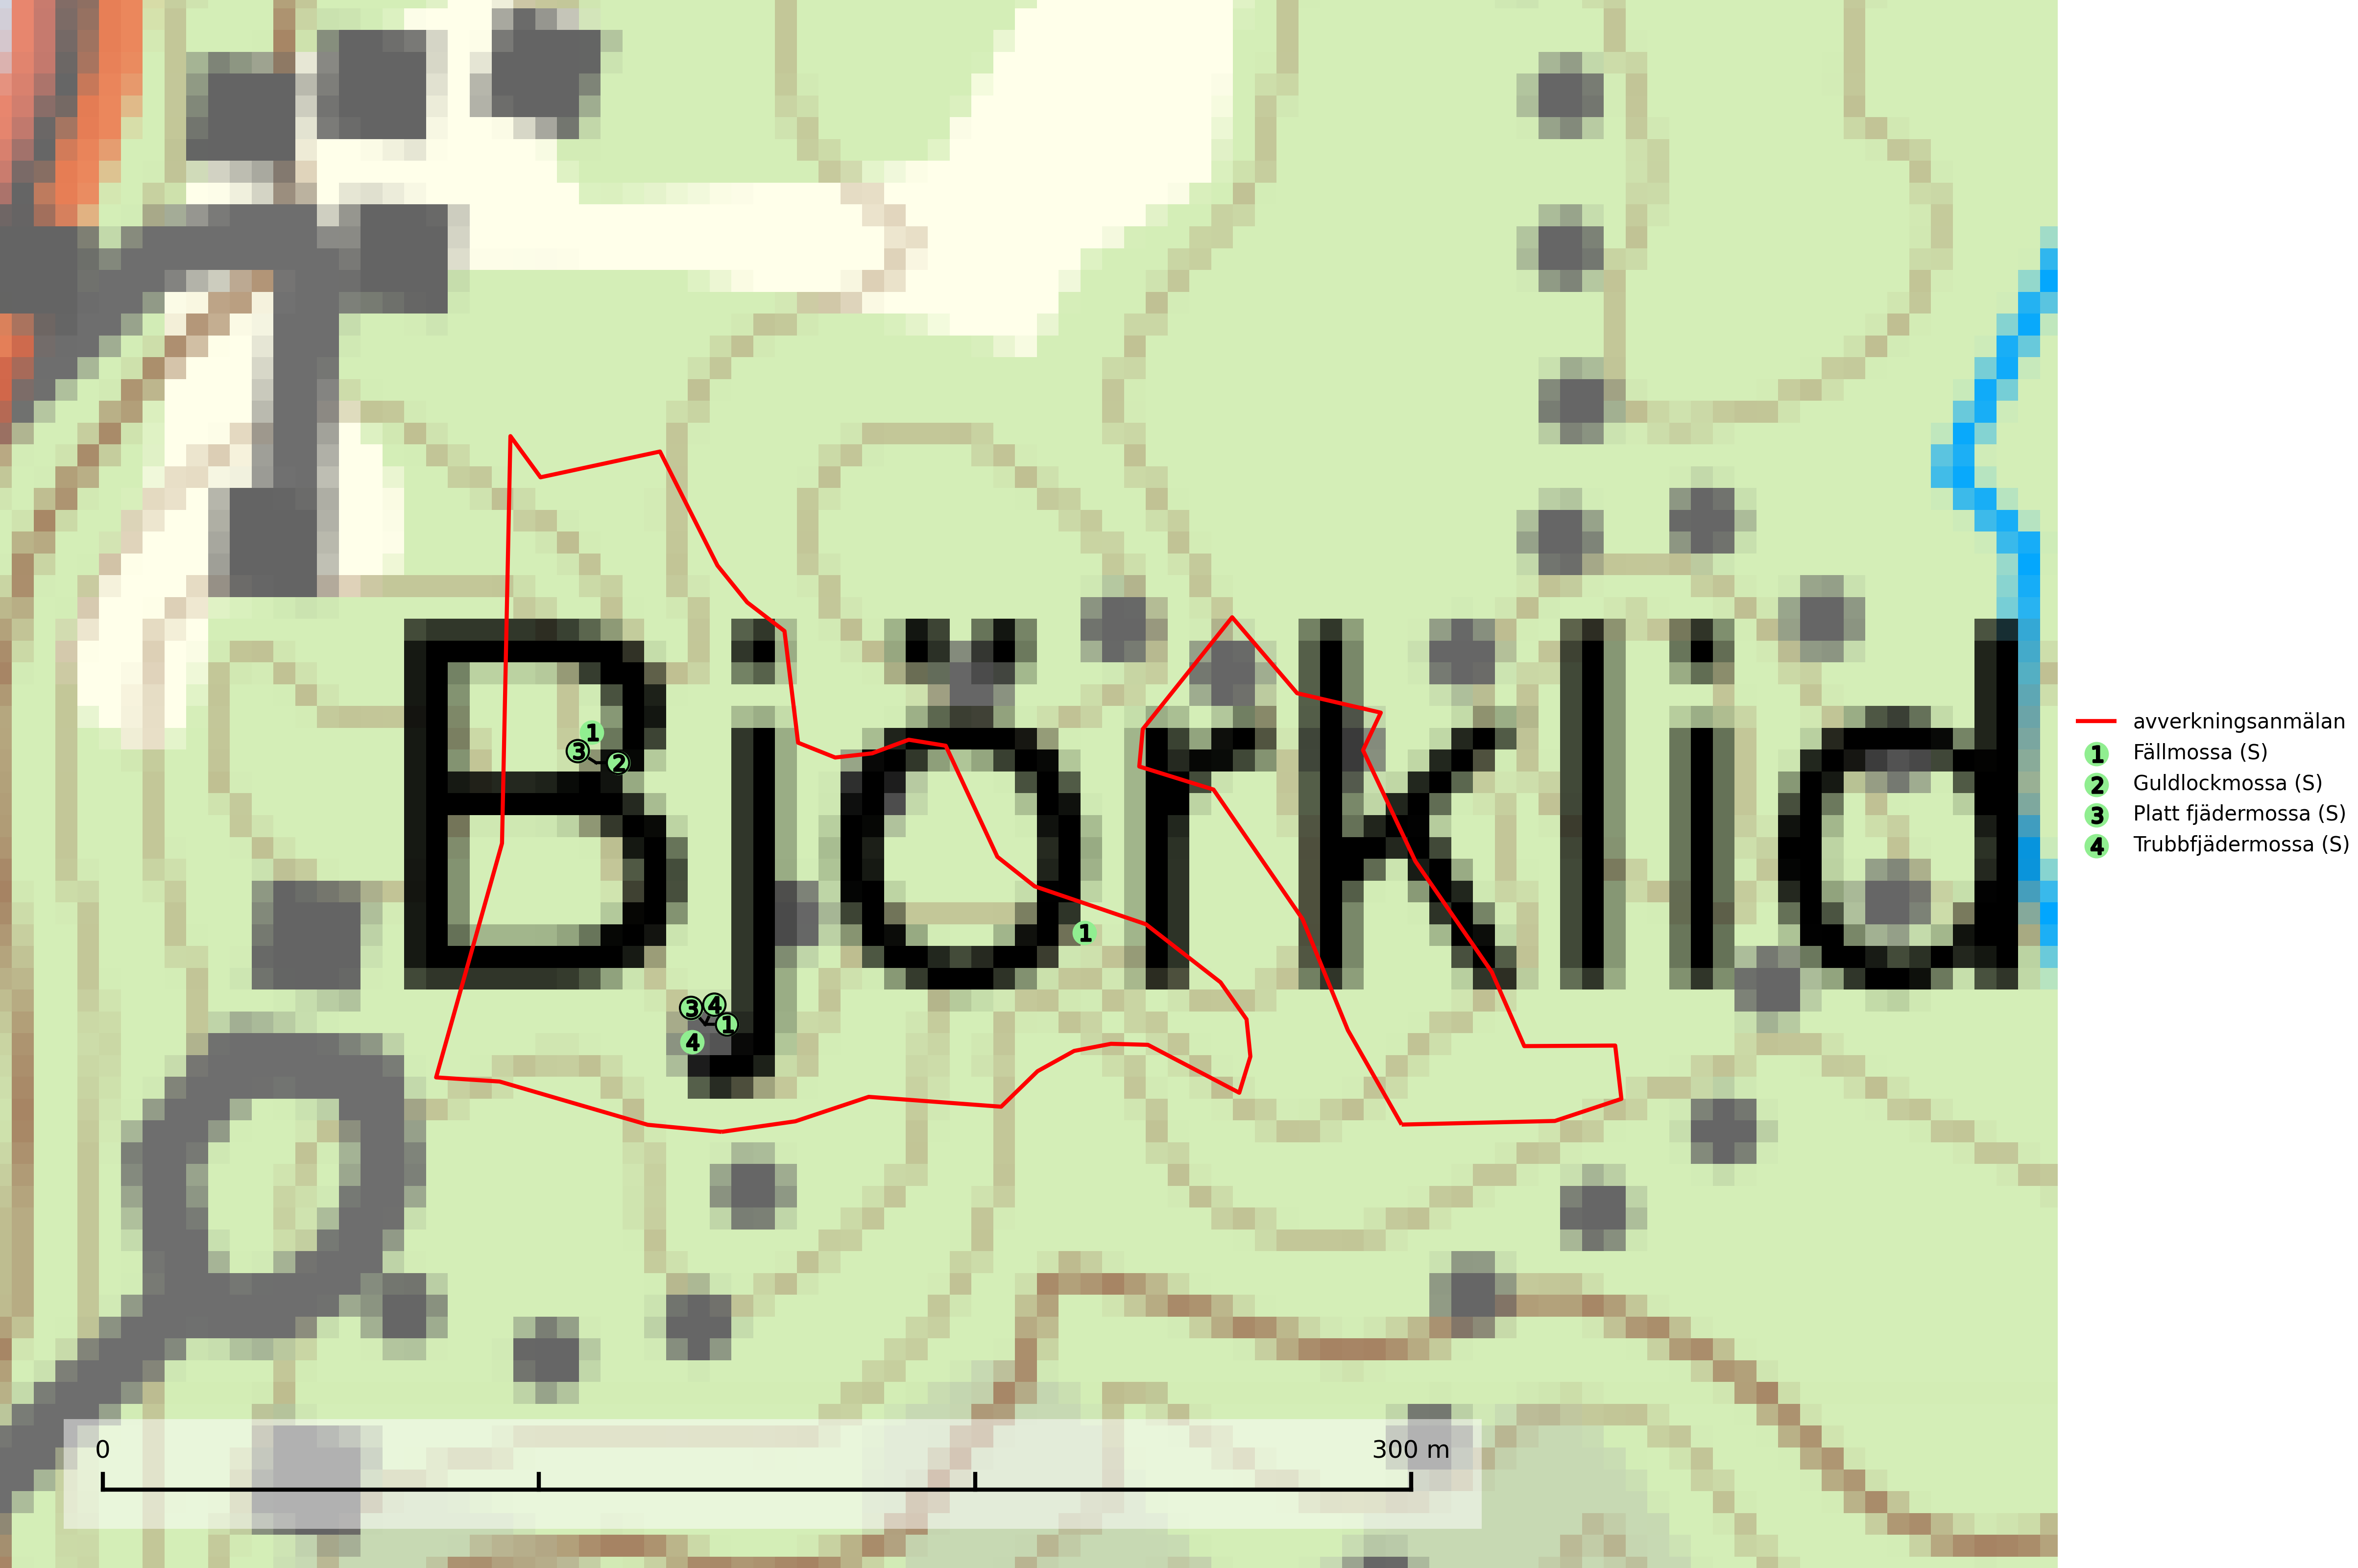 Björklid
1
3
2
1
3
4
1
4
avverkningsanmälan
1 Fällmossa (S)
2 Guldlockmossa (S)
3 Platt fjädermossa (S)
4 Trubbfjädermossa (S)
0 300 m